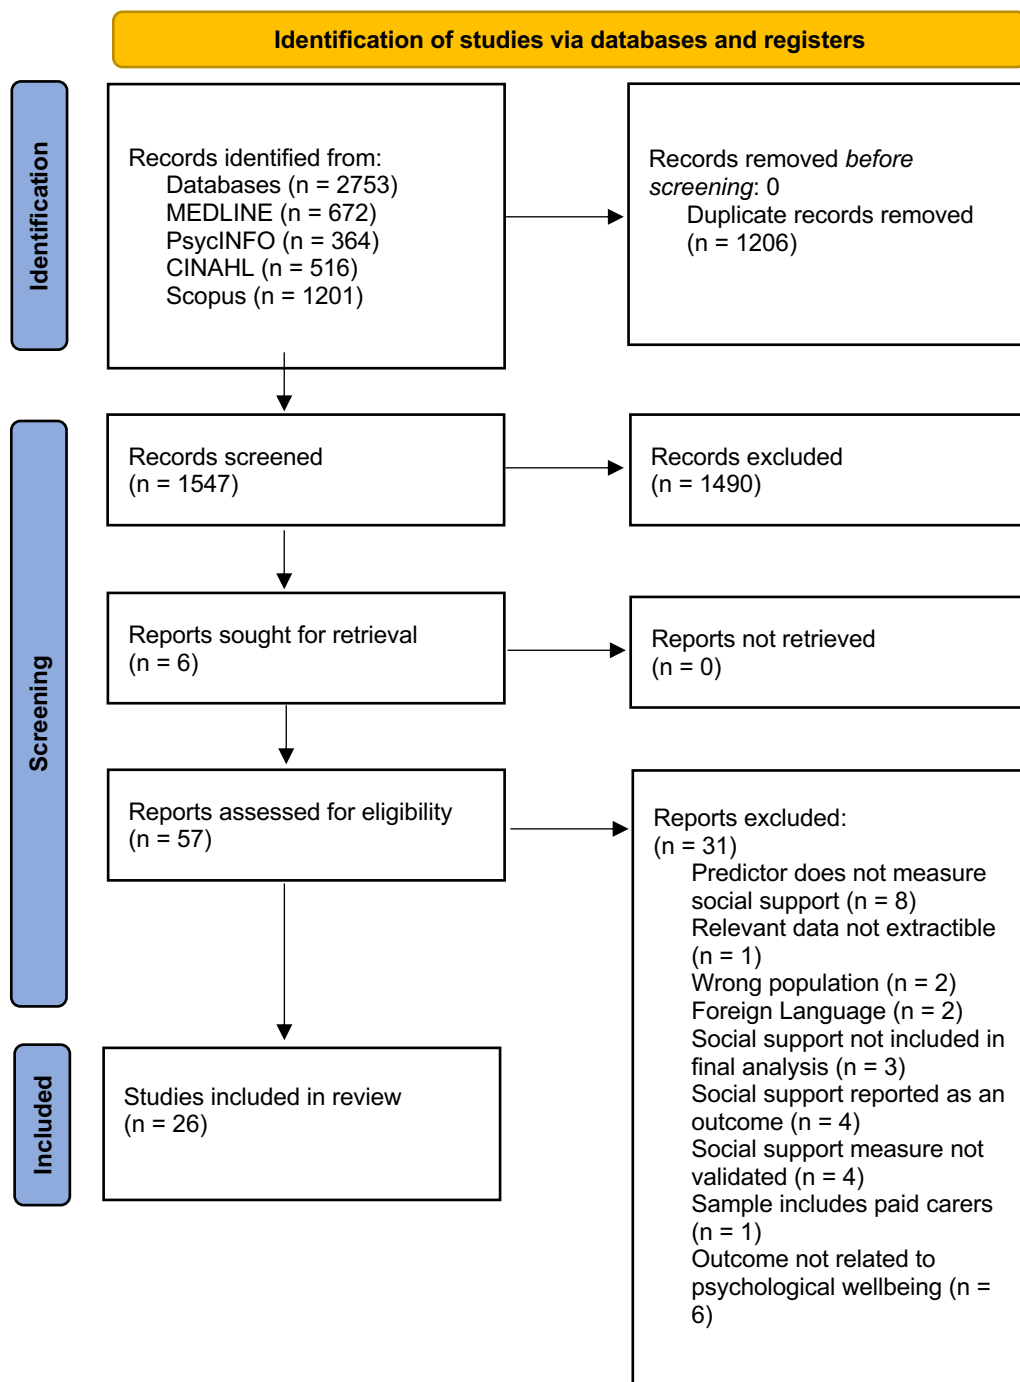 Identification of studies via databases and registers
Identification
Records identified from:
Databases (n = 2753)
MEDLINE (n = 672)
PsycINFO (n = 364)
CINAHL (n = 516)
Scopus (n = 1201)
Records removed before
screening: 0
Duplicate records removed
(n = 1206)
Screening
Records screened
(n = 1547)
Records excluded
(n = 1490)
Reports sought for retrieval
(n = 6)
Reports not retrieved
(n = 0)
Reports assessed for eligibility
(n = 57)
Reports excluded:
(n = 31)
Predictor does not measure
social support (n = 8)
Relevant data not extractible
(n = 1)
Wrong population (n = 2)
Foreign Language (n = 2)
Social support not included in
final analysis (n = 3)
Social support reported as an
outcome (n = 4)
Social support measure not
validated (n = 4)
Sample includes paid carers
(n = 1)
Outcome not related to
psychological wellbeing (n =
6)
Included
Studies included in review
(n = 26)